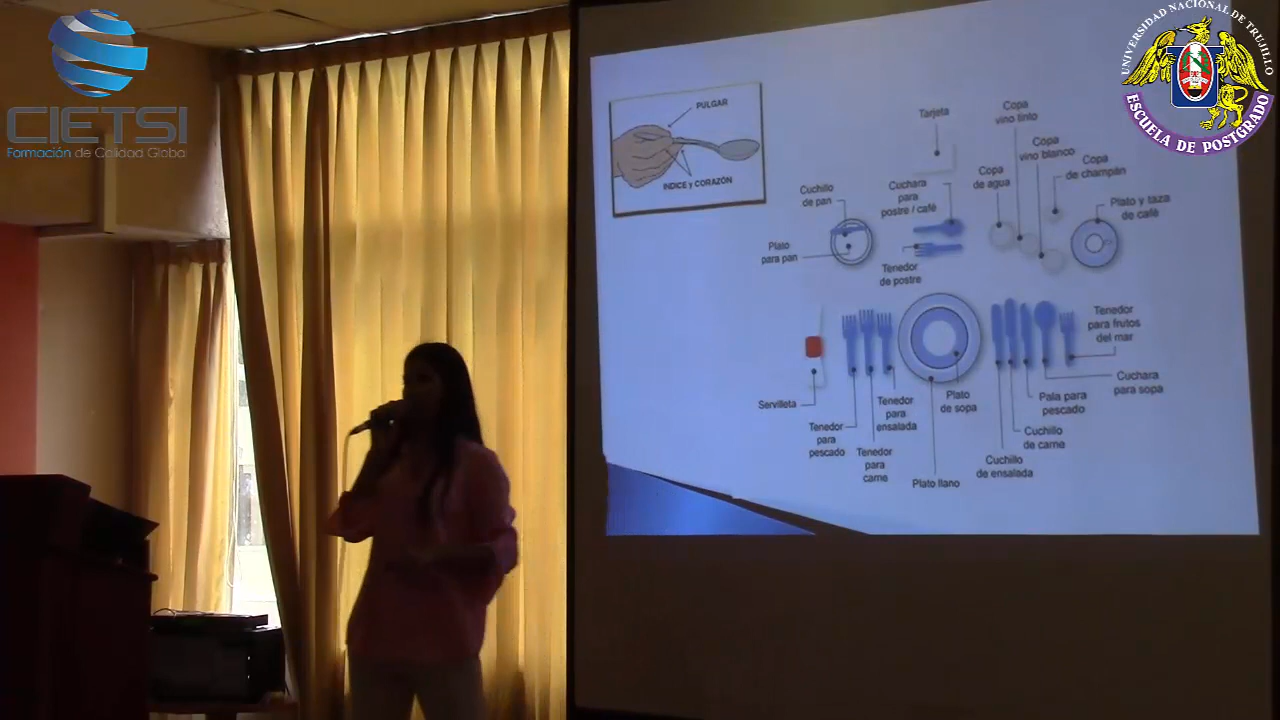 CIETSI
Formación de Calidad Global
UNIVERSIDAD NACIONAL DE TRUJILLO
ESCUELA DE POSTGRADO
PULGAR
INDICE y CORAZÓN
Tarjeta
Copa
vino tinto
Copa
vino blanco
Copa
de champán
Copa
de agua
Plato y taza
de café
Cuchillo
de pan
Cuchara
para
postre / café
Plato
para pan
Tenedor
de postre
Tenedor
para frutos
del mar
Servilleta
Tenedor
para
pescado
Tenedor
para
carne
Tenedor
para
ensalada
Plato llano
Plato
de sopa
Cuchillo
de ensalada
Cuchillo
de carne
Pala para
pescado
Cuchara
para sopa